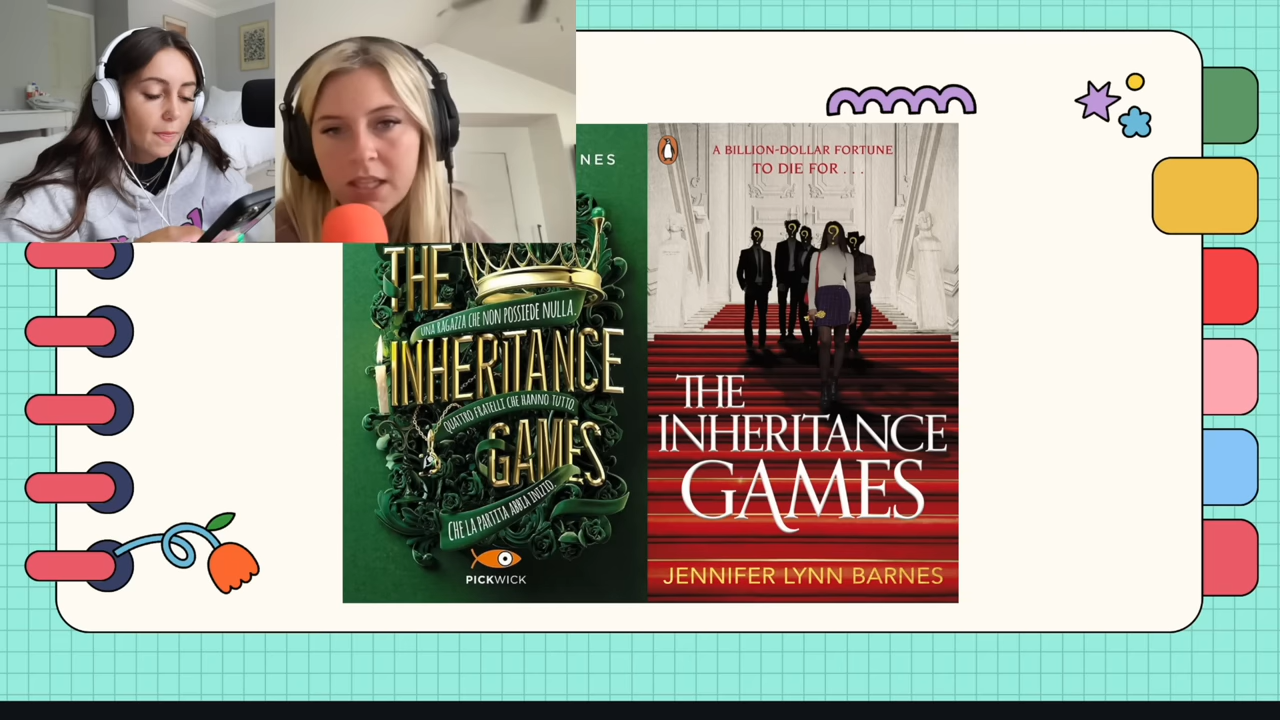 NES
THE
UNA RAGAZZA CHE NON POSSIEDE NULLA.
INHERITANCE
QUATTRO FRATELLI CHE HANNO TUTTO.
GAMES
CHE LA PARTITA ABBIA INIZIO.
PICKWICK
A BILLION-DOLLAR FORTUNE
TO DIE FOR . . .
? ? ? ?
THE
INHERITANCE
GAMES
JENNIFER LYNN BARNES